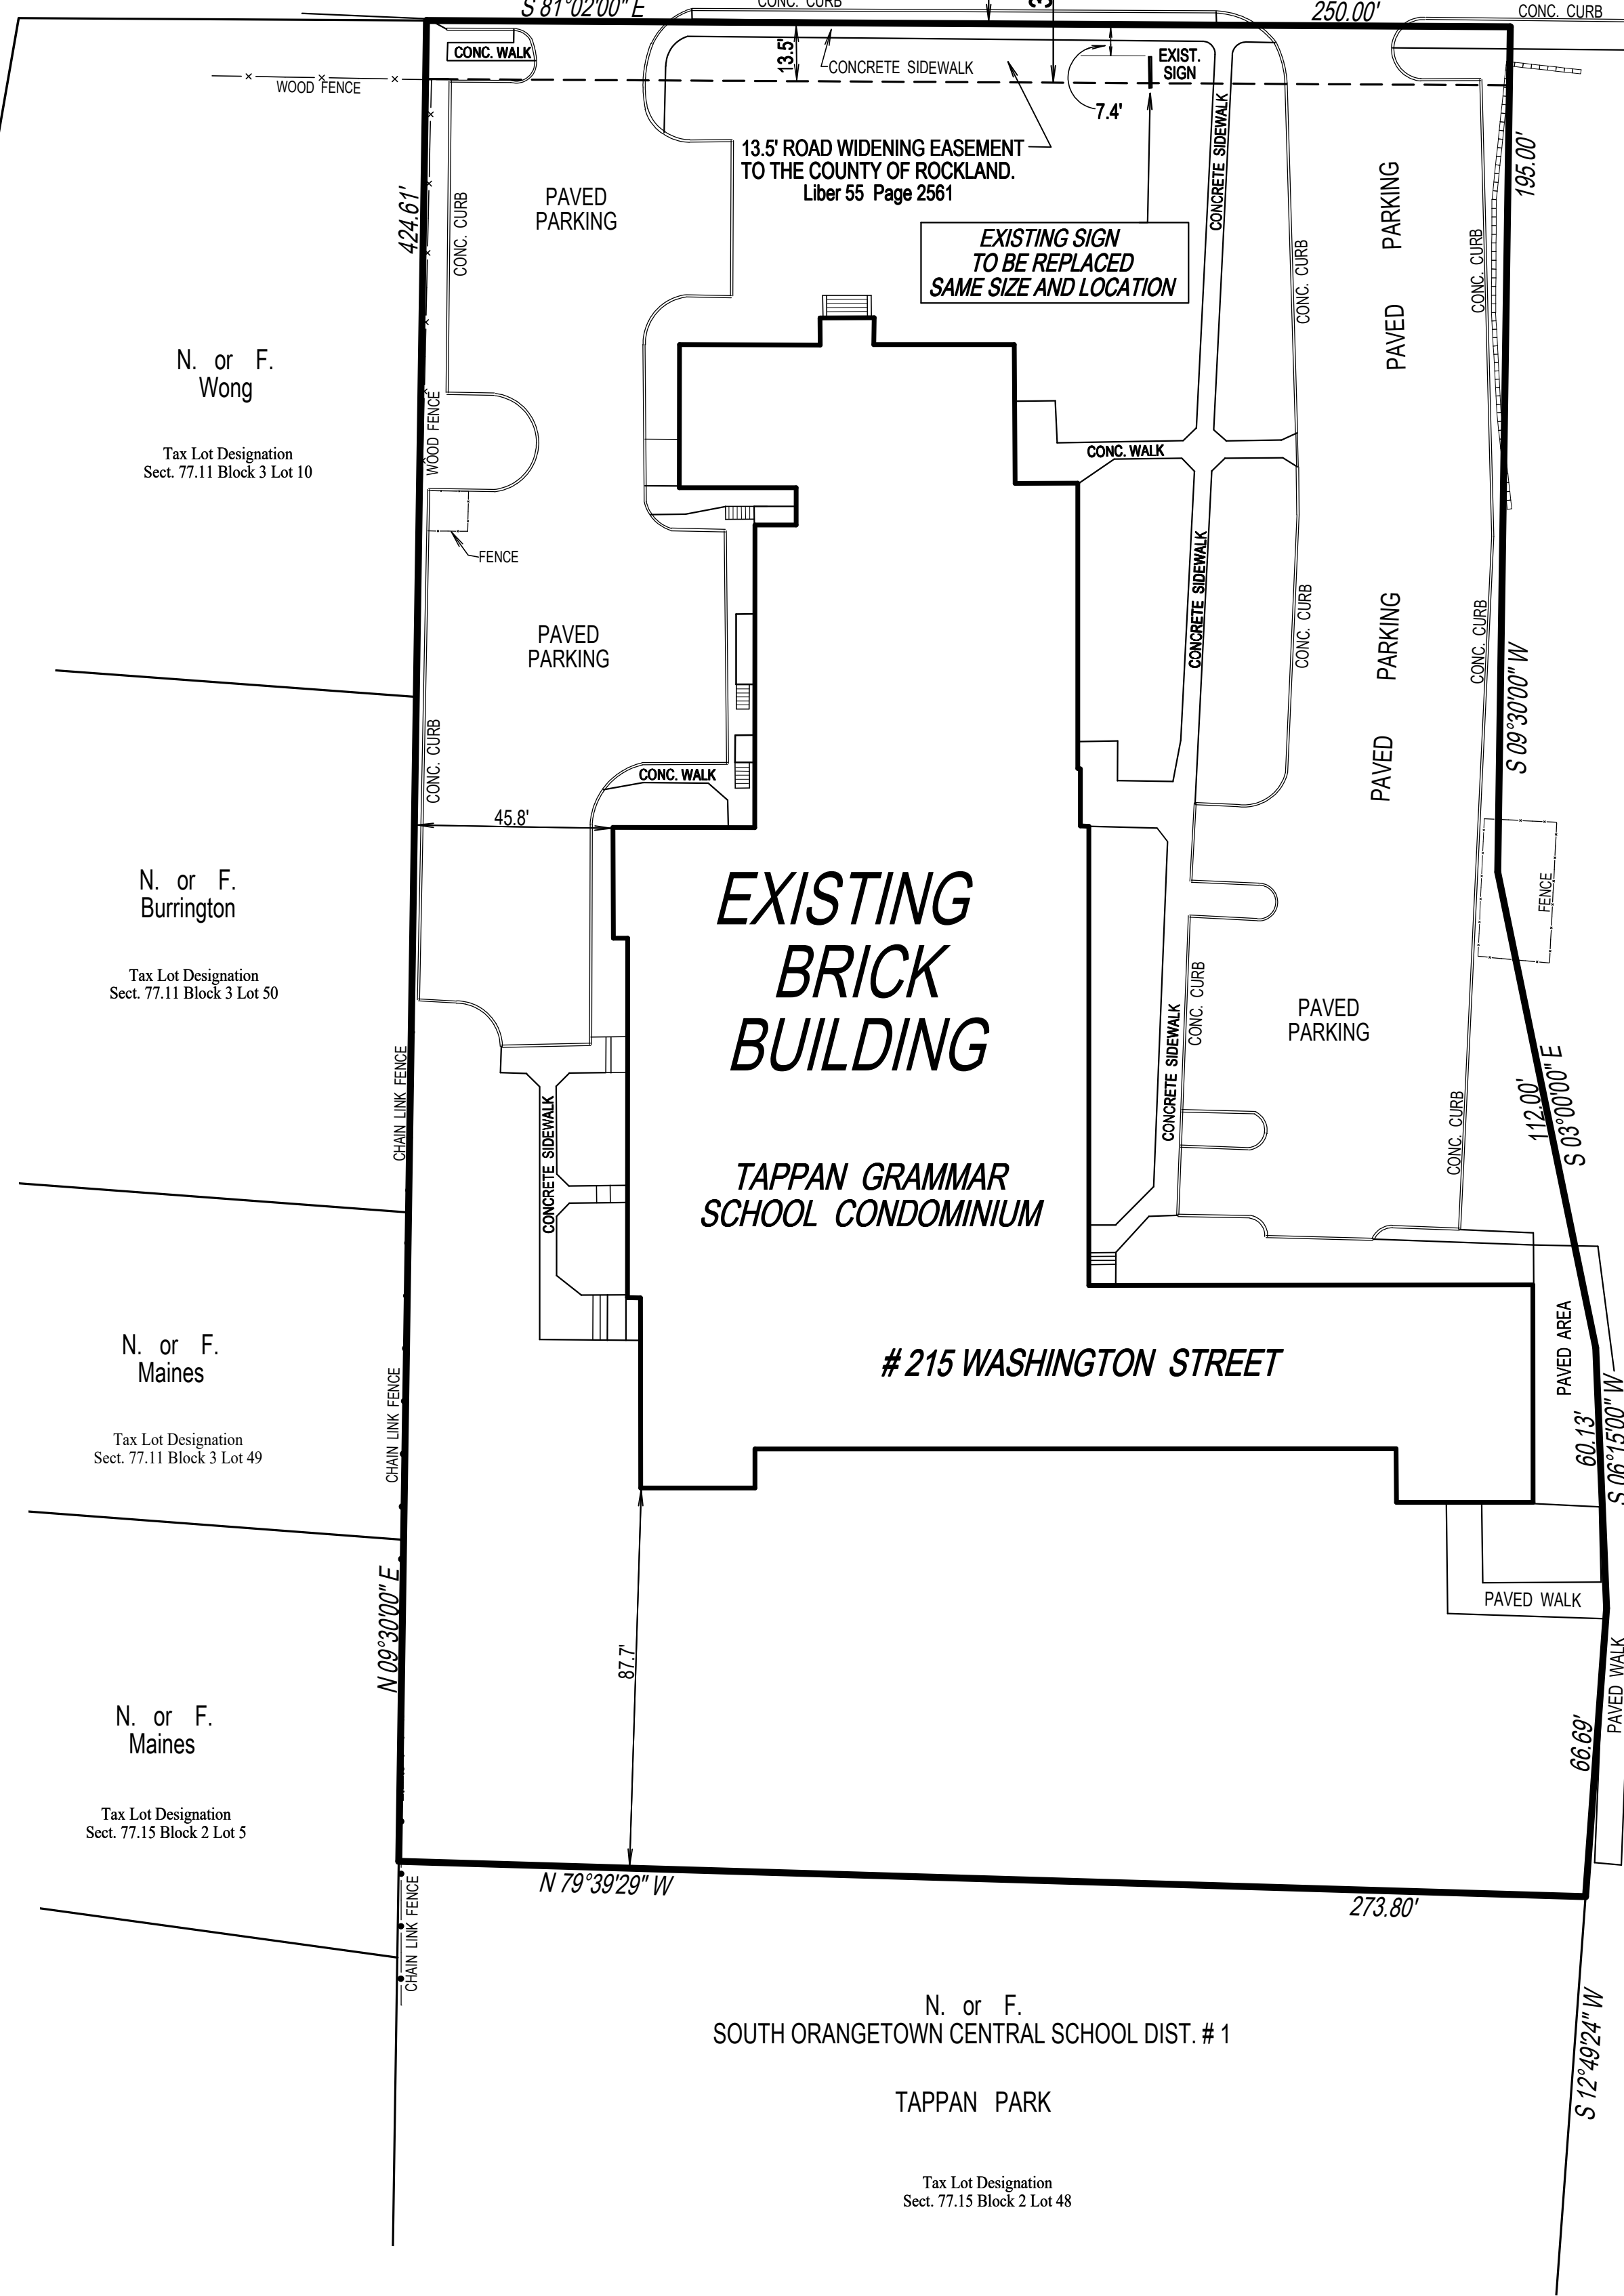 S 81°02'00" E
CONC. CURB
250.00'
CONC. CURB
CONC. WALK
13.5'
CONCRETE SIDEWALK
EXIST.
SIGN
WOOD FENCE
7.4'
CONCRETE SIDEWALK
13.5' ROAD WIDENING EASEMENT
TO THE COUNTY OF ROCKLAND.
Liber 55 Page 2561
195.00'
424.61'
CONC. CURB
PAVED
PARKING
PAVED PARKING
EXISTING SIGN
TO BE REPLACED
SAME SIZE AND LOCATION
CONC. CURB
CONC. CURB
N. or F.
Wong
Tax Lot Designation
Sect. 77.11 Block 3 Lot 10
WOOD FENCE
CONC. WALK
FENCE
CONCRETE SIDEWALK
CONC. CURB
PAVED PARKING
CONC. CURB
S 09°30'00" W
PAVED
PARKING
CONC. CURB
CONC. WALK
45.8'
N. or F.
Burrington
Tax Lot Designation
Sect. 77.11 Block 3 Lot 50
EXISTING
BRICK
BUILDING
FENCE
CONC. CURB
PAVED
PARKING
CONCRETE SIDEWALK
CHAIN LINK FENCE
CONCRETE SIDEWALK
CONC. CURB
112.00'
S 03°00'00" E
TAPPAN GRAMMAR
SCHOOL CONDOMINIUM
# 215 WASHINGTON STREET
PAVED AREA
60.13'
S 06°15'00" W
N. or F.
Maines
Tax Lot Designation
Sect. 77.11 Block 3 Lot 49
CHAIN LINK FENCE
N 09°30'00" E
87.7'
PAVED WALK
PAVED WALK
66.69'
N. or F.
Maines
Tax Lot Designation
Sect. 77.15 Block 2 Lot 5
N 79°39'29" W
273.80'
CHAIN LINK FENCE
N. or F.
SOUTH ORANGETOWN CENTRAL SCHOOL DIST. # 1
TAPPAN PARK
Tax Lot Designation
Sect. 77.15 Block 2 Lot 48
S 12°49'24" W